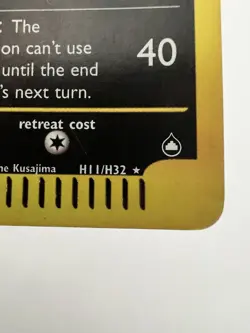 : The
on can't use
until the end
's next turn.
40
retreat cost
ne Kusajima
H11/H32 ★